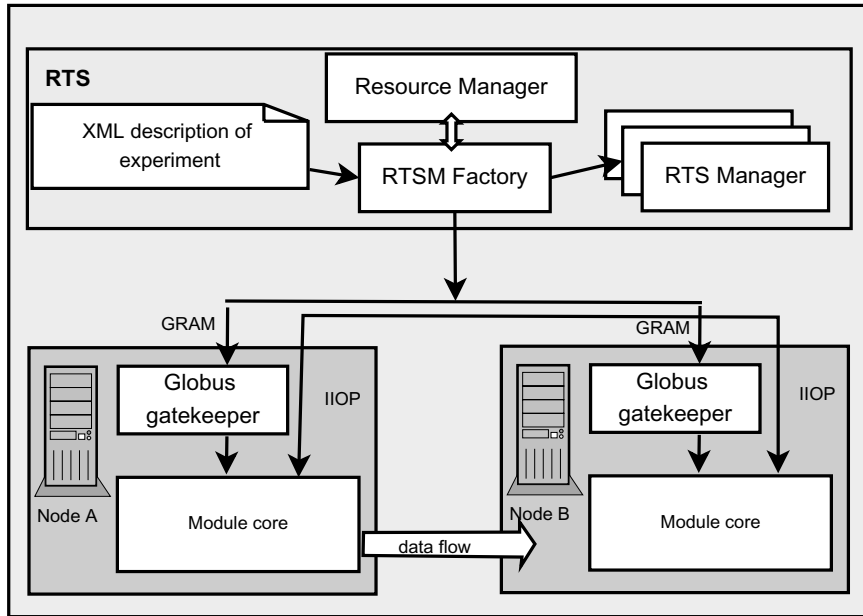 RTS
Resource Manager
XML description of
experiment
RTSM Factory
RTS Manager
GRAM
GRAM
Globus
gatekeeper
IIOP
Globus
gatekeeper
IIOP
Node A
Module core
Node B
Module core
data flow